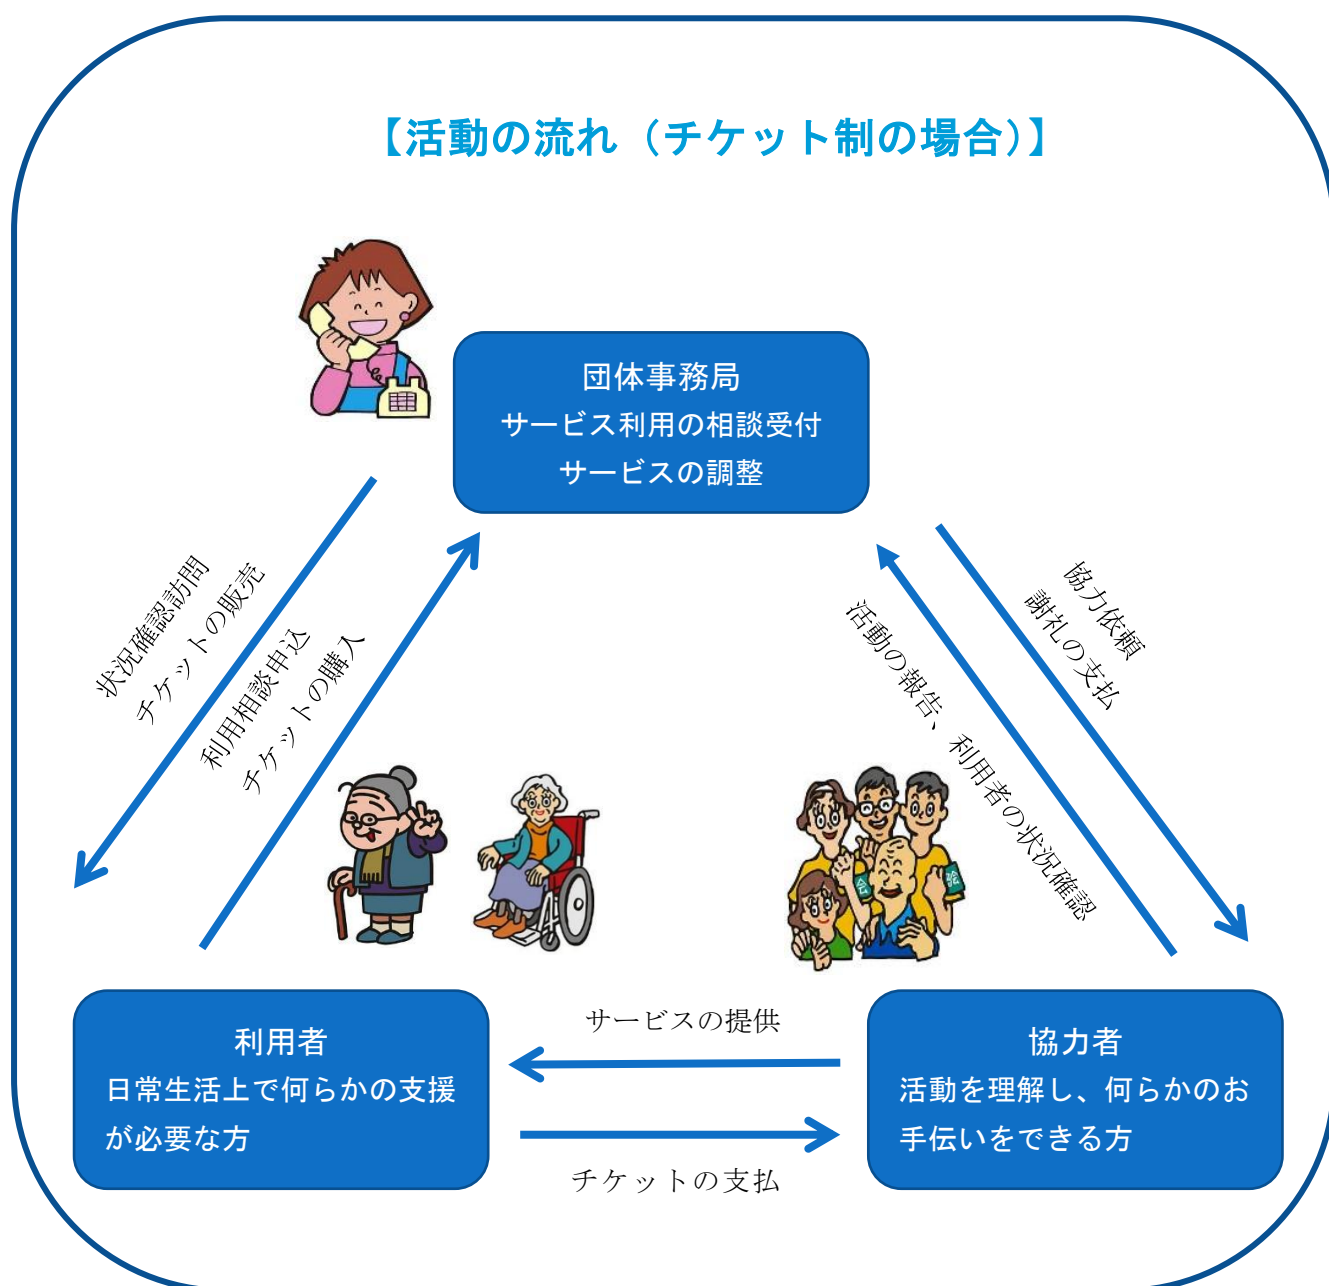 【活動の流れ（チケット制の場合）】
団体事務局
サービス利用の相談受付
サービスの調整
状況確認訪問
チケットの販売
利用相談申込
チケットの購入
協力依頼
謝礼の支払
活動の報告、利用者の状況確認
会
サービスの提供
利用者
日常生活上で何らかの支援
が必要な方
協力者
活動を理解し、何らかのお
手伝いをできる方
チケットの支払